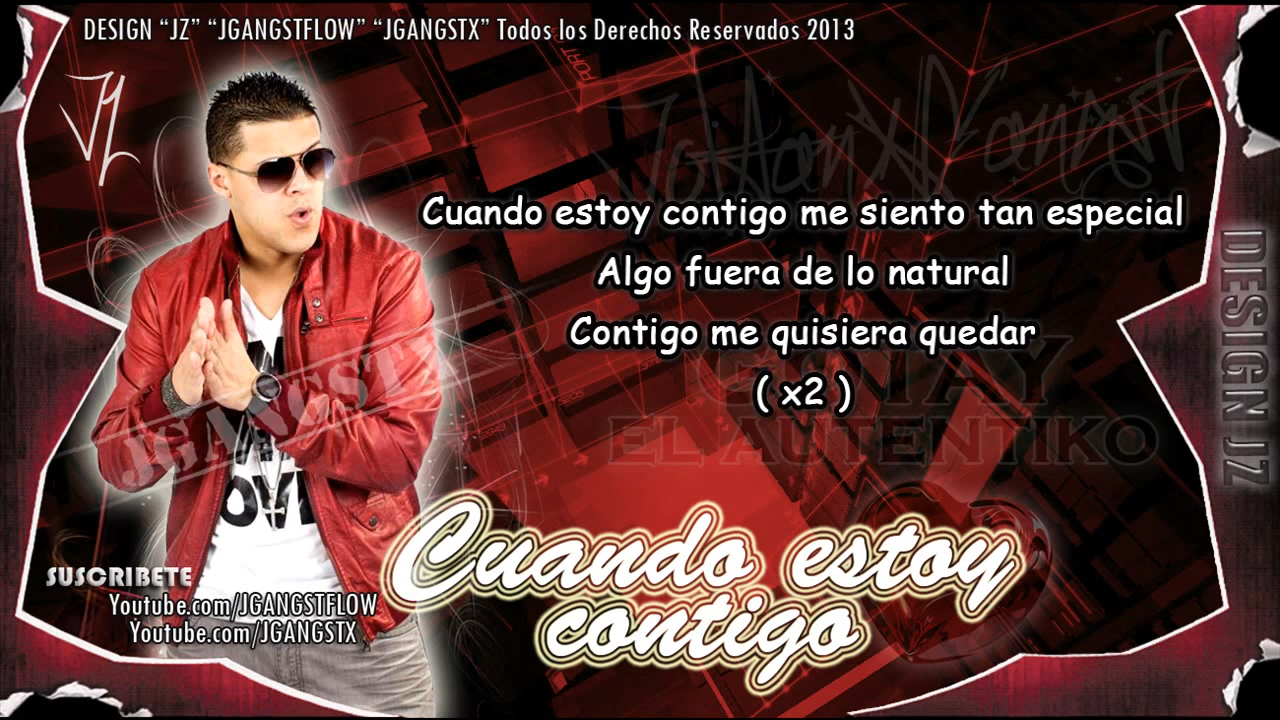 DESIGN “JZ” “JGANGSTFLOW” “JGANGSTX” Todos los Derechos Reservados 2013
Cuando estoy contigo me siento tan especial
Algo fuera de lo natural
Contigo me quisiera quedar
( x2 )
GOTAY
EL AUTENTIKO
DESIGN JZ
JGANGSTX
Cuando estoy
contigo
SUSCRIBETE
Youtube.com/JGANGSTFLOW
Youtube.com/JGANGSTX